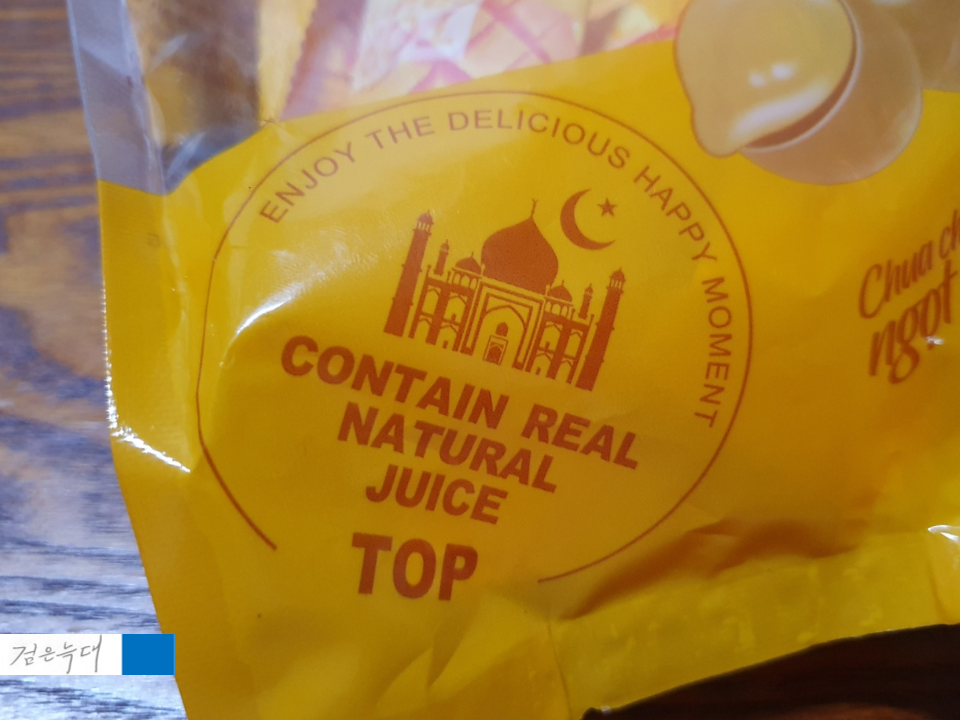 ENJOY THE DELICIOUS HAPPY MOMENT
CONTAIN REAL
NATURAL
JUICE
TOP
Chua
ngọt
검은늑대